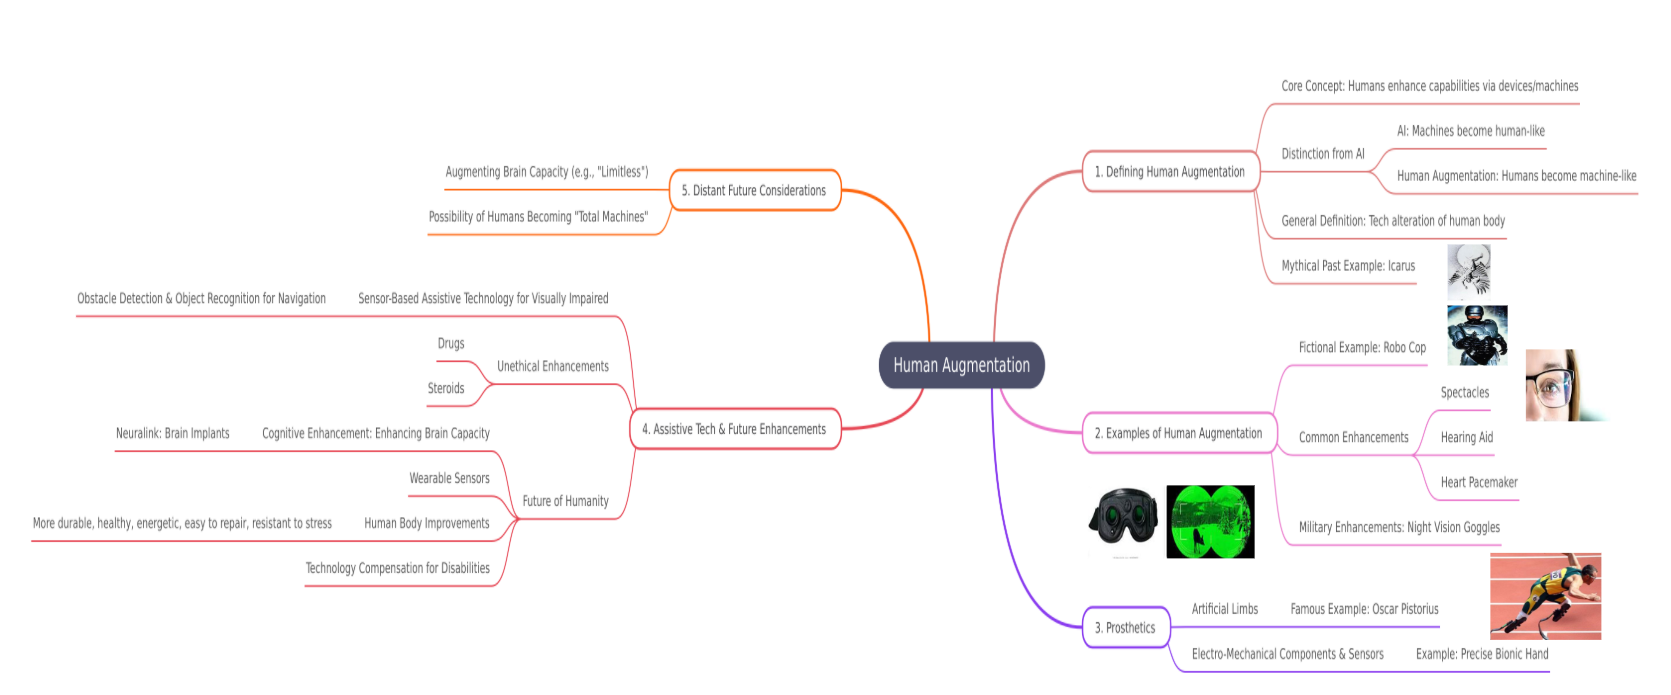 Human Augmentation
1. Defining Human Augmentation
Core Concept: Humans enhance capabilities via devices/machines
Distinction from AI
AI: Machines become human-like
Human Augmentation: Humans become machine-like
General Definition: Tech alteration of human body
Mythical Past Example: Icarus
2. Examples of Human Augmentation
Fictional Example: Robo Cop
Common Enhancements
Spectacles
Hearing Aid
Heart Pacemaker
Military Enhancements: Night Vision Goggles
3. Prosthetics
Artificial Limbs
Famous Example: Oscar Pistorius
Electro-Mechanical Components & Sensors
Example: Precise Bionic Hand
4. Assistive Tech & Future Enhancements
Sensor-Based Assistive Technology for Visually Impaired
Obstacle Detection & Object Recognition for Navigation
Unethical Enhancements
Drugs
Steroids
Future of Humanity
Cognitive Enhancement: Enhancing Brain Capacity
Neuralink: Brain Implants
Wearable Sensors
Human Body Improvements
More durable, healthy, energetic, easy to repair, resistant to stress
Technology Compensation for Disabilities
5. Distant Future Considerations
Augmenting Brain Capacity (e.g., "Limitless")
Possibility of Humans Becoming "Total Machines"